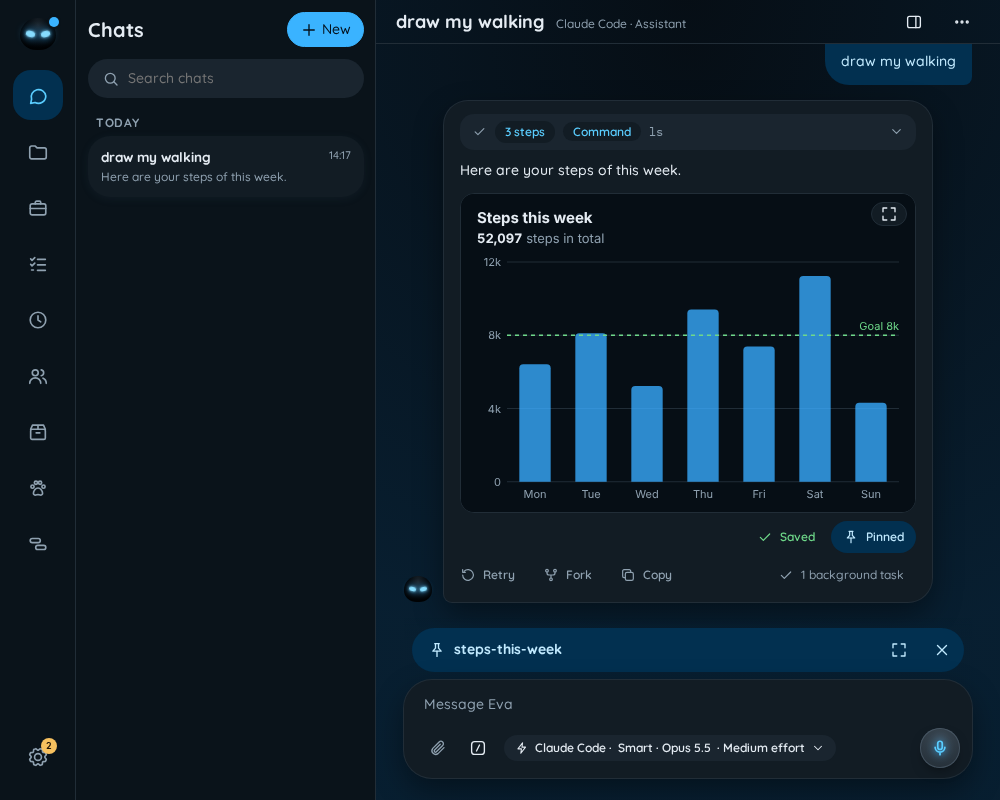 Chats
New
Search chats
TODAY
draw my walking 14:17
Here are your steps of this week.
2
draw my walking Claude Code · Assistant
draw my walking
3 steps Command 1s
Here are your steps of this week.
Steps this week
52,097 steps in total
12k
Goal 8k
8k
4k
0
Mon Tue Wed Thu Fri Sat Sun
Saved Pinned
Retry Fork Copy 1 background task
steps-this-week
Message Eva
Claude Code · Smart · Opus 5.5 · Medium effort